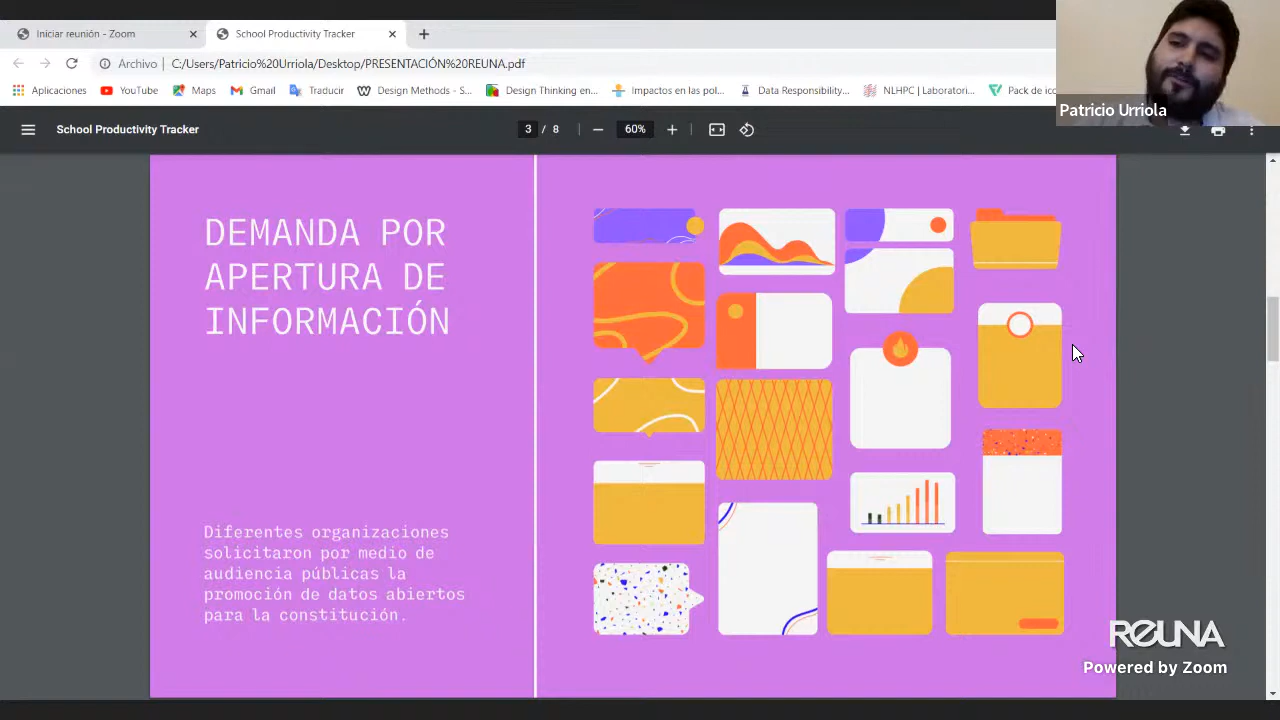 Iniciar reunión - Zoom
School Productivity Tracker
Archivo
C:/Users/Patricio%20Urriola/Desktop/PRESENTACIÓN%20REUNA.pdf
Aplicaciones
YouTube
Maps
Gmail
Traducir
Design Methods - S...
Design Thinking en...
Impactos en las pol...
Data Responsibility...
NLHPC | Laboratori...
Pack de ico
Patricio Urriola
School Productivity Tracker
3 / 8
60%
DEMANDA POR
APERTURA DE
INFORMACIÓN
Diferentes organizaciones
solicitaron por medio de
audiencia públicas la
promoción de datos abiertos
para la constitución.
REUNA
Powered by Zoom